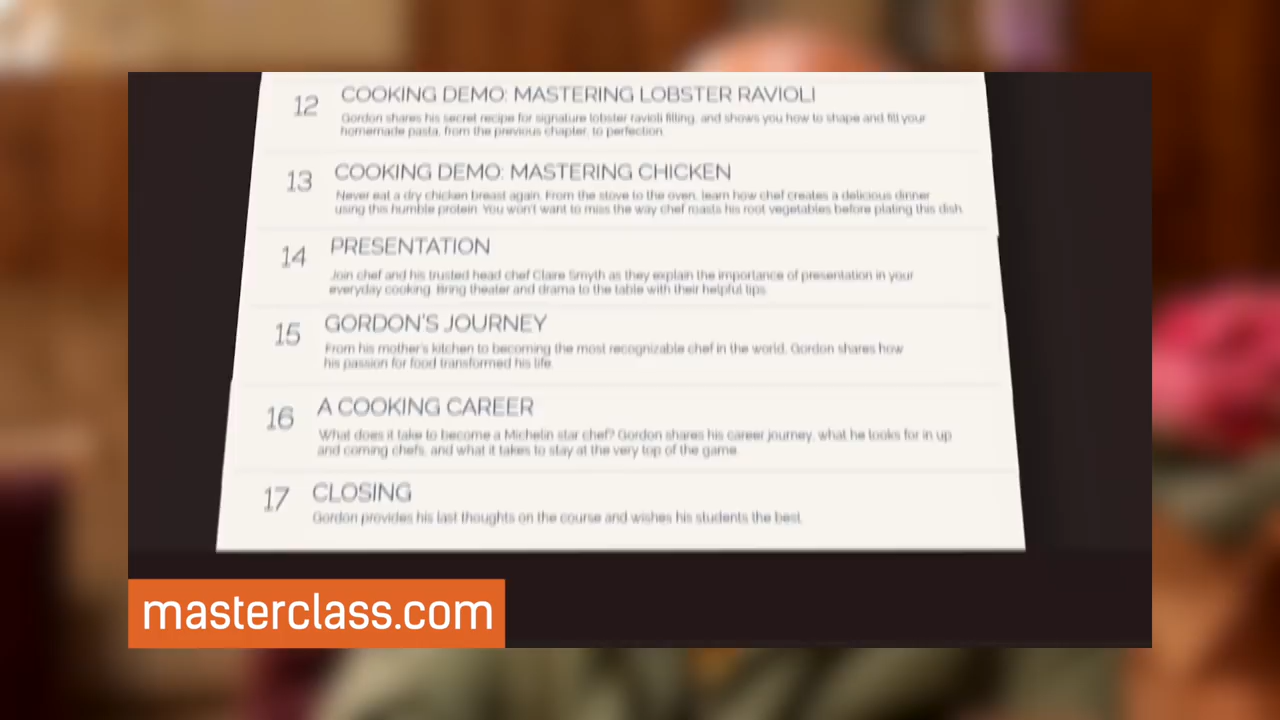 12 COOKING DEMO: MASTERING LOBSTER RAVIOLI
Gordon shares his secret recipe for signature lobster ravioli filling, and shows you how to shape and fill your
homemade pasta, from the previous chapter, to perfection.
13 COOKING DEMO: MASTERING CHICKEN
Never eat a dry chicken breast again. From the stove to the oven, learn how chef creates a delicious dinner
using this humble protein. You won't want to miss the way chef roasts his root vegetables before plating this dish.
14 PRESENTATION
Join chef and his trusted head chef Claire Smyth as they explain the importance of presentation in your
everyday cooking. Bring theater and drama to the table with their helpful tips.
15 GORDON'S JOURNEY
From his mother's kitchen to becoming the most recognizable chef in the world, Gordon shares how
his passion for food transformed his life.
16 A COOKING CAREER
What does it take to become a Michelin star chef? Gordon shares his career journey, what he looks for in up
and coming chefs, and what it takes to stay at the very top of the game.
17 CLOSING
Gordon provides his last thoughts on the course and wishes his students the best.
masterclass.com